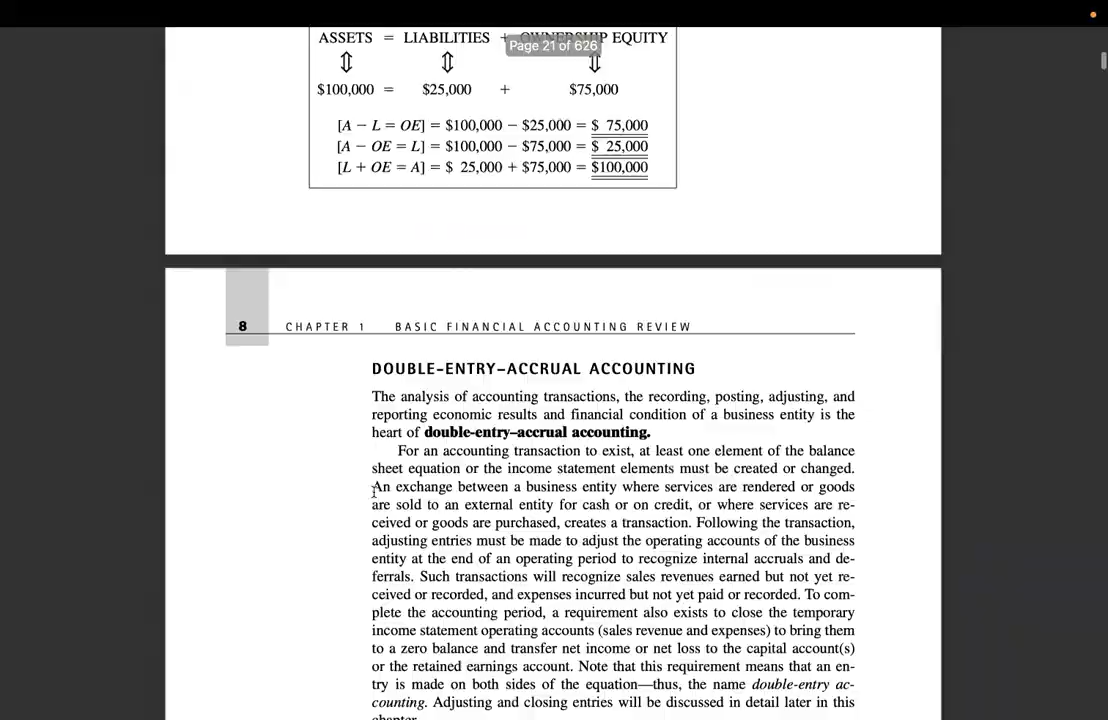 ASSETS = LIABILITIES + OWNERSHIP EQUITY
Page 21 of 626
⇕ ⇕ ⇕
$100,000 = $25,000 + $75,000
[A − L = OE] = $100,000 − $25,000 = $ 75,000
[A − OE = L] = $100,000 − $75,000 = $ 25,000
[L + OE = A] = $ 25,000 + $75,000 = $100,000
8 CHAPTER 1 BASIC FINANCIAL ACCOUNTING REVIEW
DOUBLE-ENTRY–ACCRUAL ACCOUNTING
The analysis of accounting transactions, the recording, posting, adjusting, and
reporting economic results and financial condition of a business entity is the
heart of double-entry–accrual accounting.
For an accounting transaction to exist, at least one element of the balance
sheet equation or the income statement elements must be created or changed.
An exchange between a business entity where services are rendered or goods
are sold to an external entity for cash or on credit, or where services are re-
ceived or goods are purchased, creates a transaction. Following the transaction,
adjusting entries must be made to adjust the operating accounts of the business
entity at the end of an operating period to recognize internal accruals and de-
ferrals. Such transactions will recognize sales revenues earned but not yet re-
ceived or recorded, and expenses incurred but not yet paid or recorded. To com-
plete the accounting period, a requirement also exists to close the temporary
income statement operating accounts (sales revenue and expenses) to bring them
to a zero balance and transfer net income or net loss to the capital account(s)
or the retained earnings account. Note that this requirement means that an en-
try is made on both sides of the equation—thus, the name double-entry ac-
counting. Adjusting and closing entries will be discussed in detail later in this
chapter.